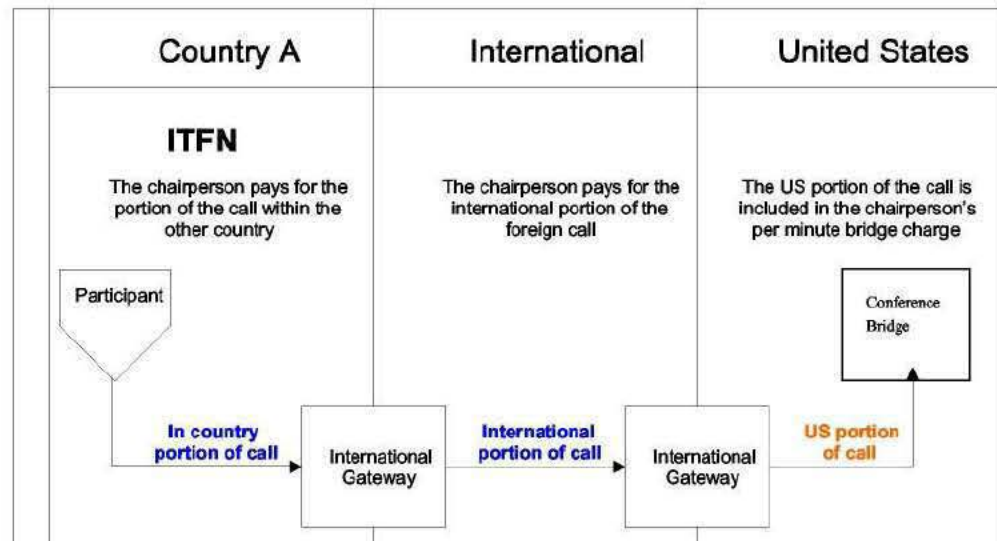 Country A
International
United States
ITFN
The chairperson pays for the
portion of the call within the
other country
The chairperson pays for the
international portion of the
foreign call
The US portion of the call is
included in the chairperson's
per minute bridge charge
Participant
Conference
Bridge
In country
portion of call
International
portion of call
US portion
of call
International
Gateway
International
Gateway